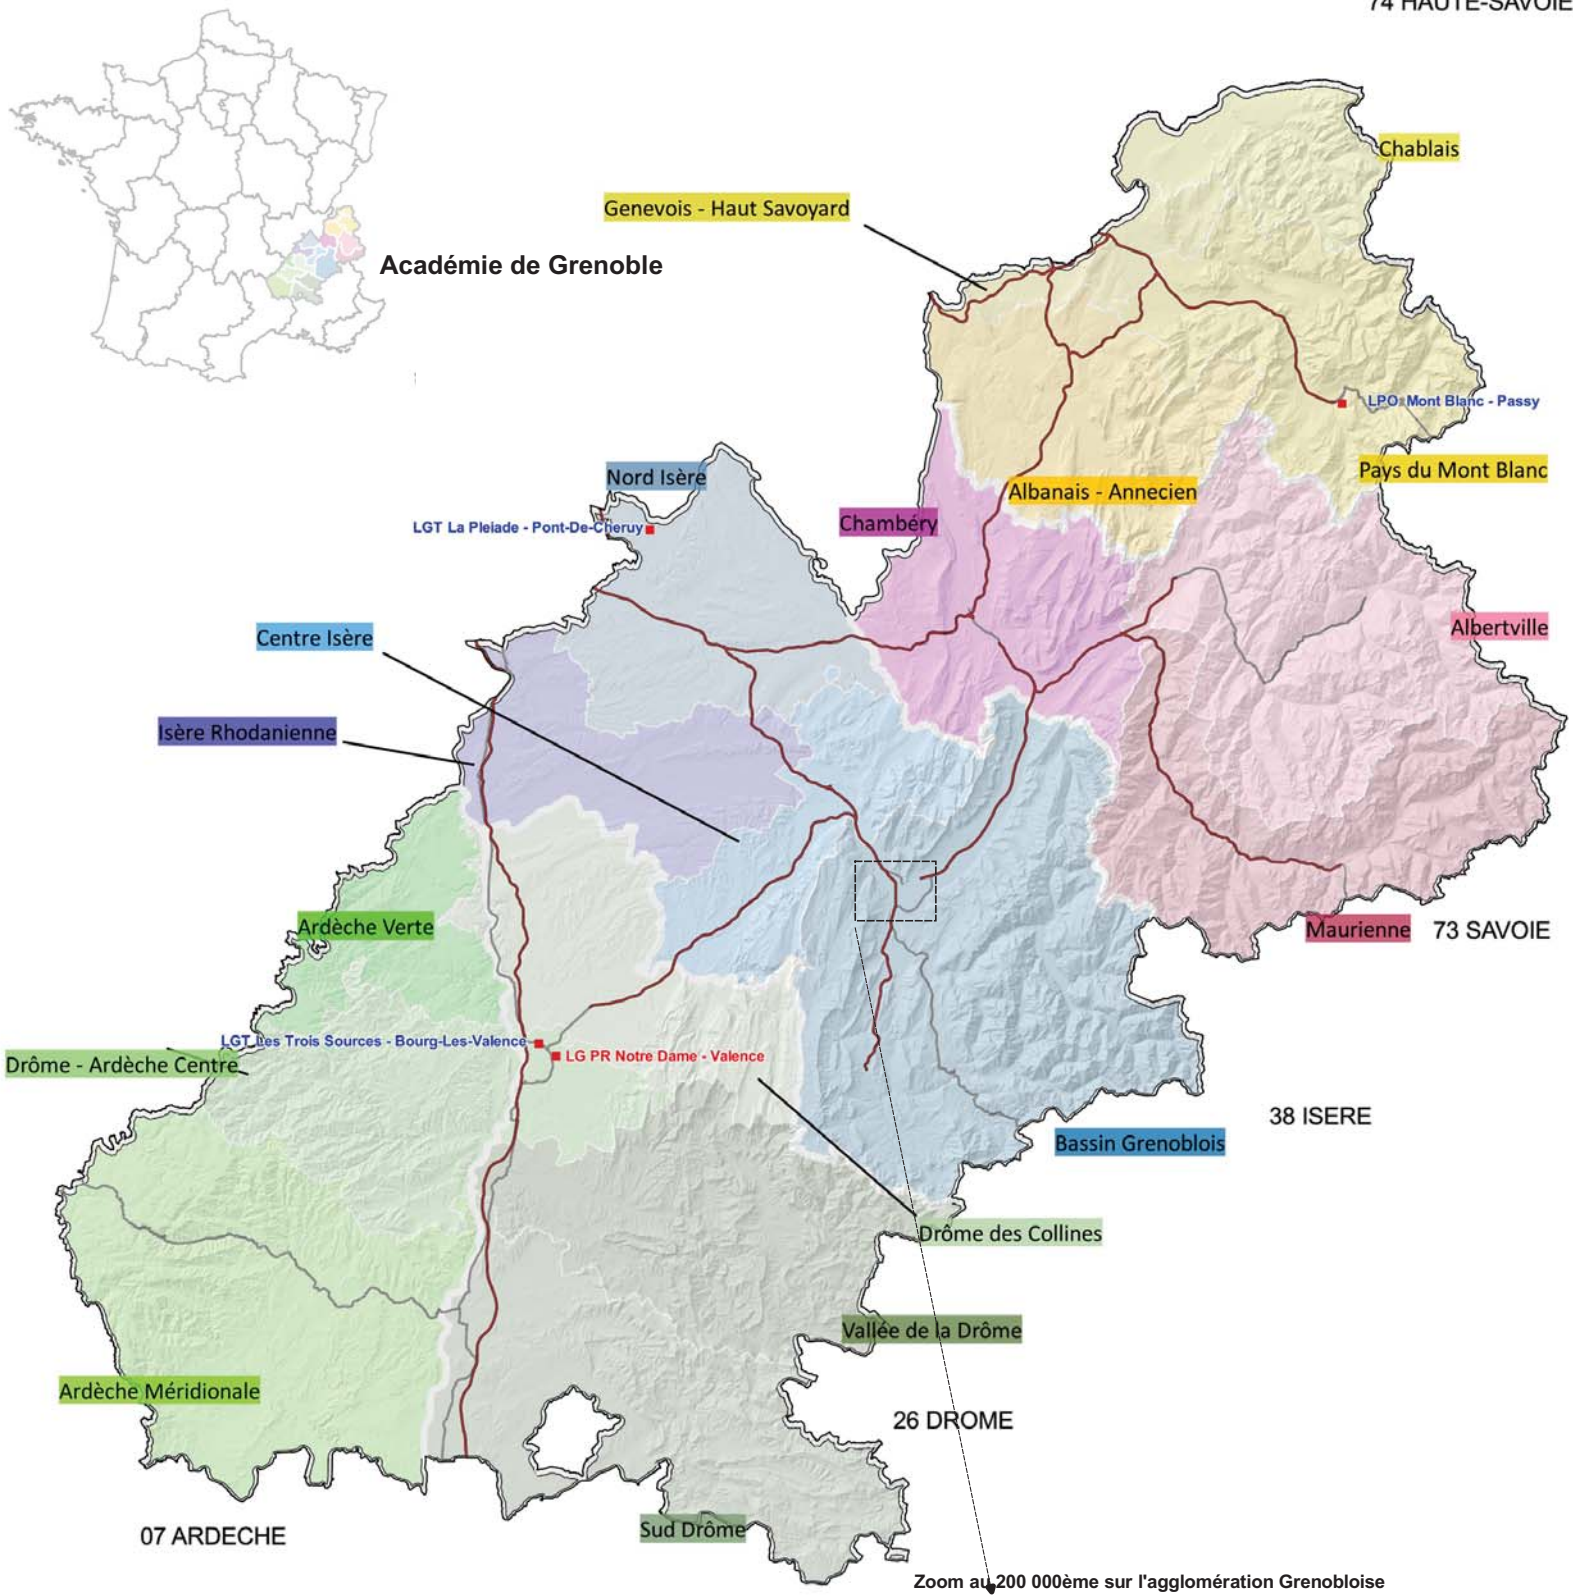 74 HAUTE-SAVOIE
Chablais
Genevois - Haut Savoyard
Académie de Grenoble
LPO Mont Blanc - Passy
Pays du Mont Blanc
Nord Isère
Albanais - Annecien
Chambéry
LGT La Pleiade - Pont-De-Cheruy
Centre Isère
Albertville
Isère Rhodanienne
Ardèche Verte
Maurienne
73 SAVOIE
LGT Les Trois Sources - Bourg-Les-Valence
LG PR Notre Dame - Valence
Drôme - Ardèche Centre
38 ISERE
Bassin Grenoblois
Drôme des Collines
Vallée de la Drôme
Ardèche Méridionale
26 DROME
07 ARDECHE
Sud Drôme
Zoom au 200 000ème sur l'agglomération Grenobloise